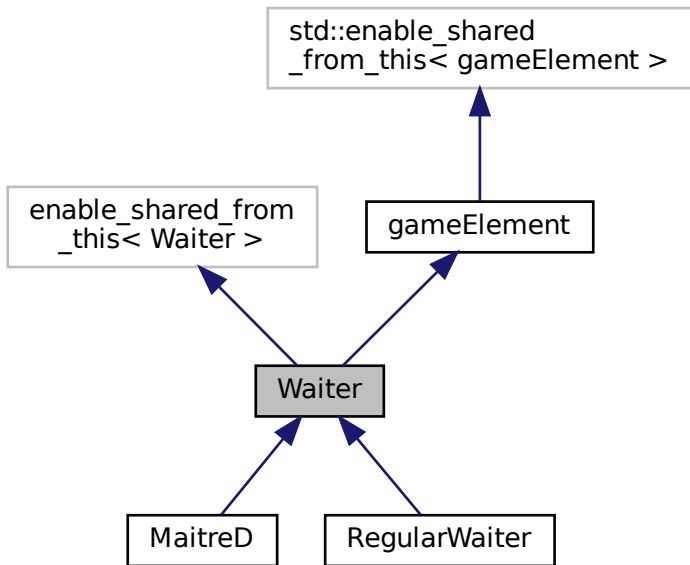 std::enable_shared
_from_this< gameElement >
enable_shared_from
_this< Waiter >
gameElement
Waiter
MaitreD
RegularWaiter